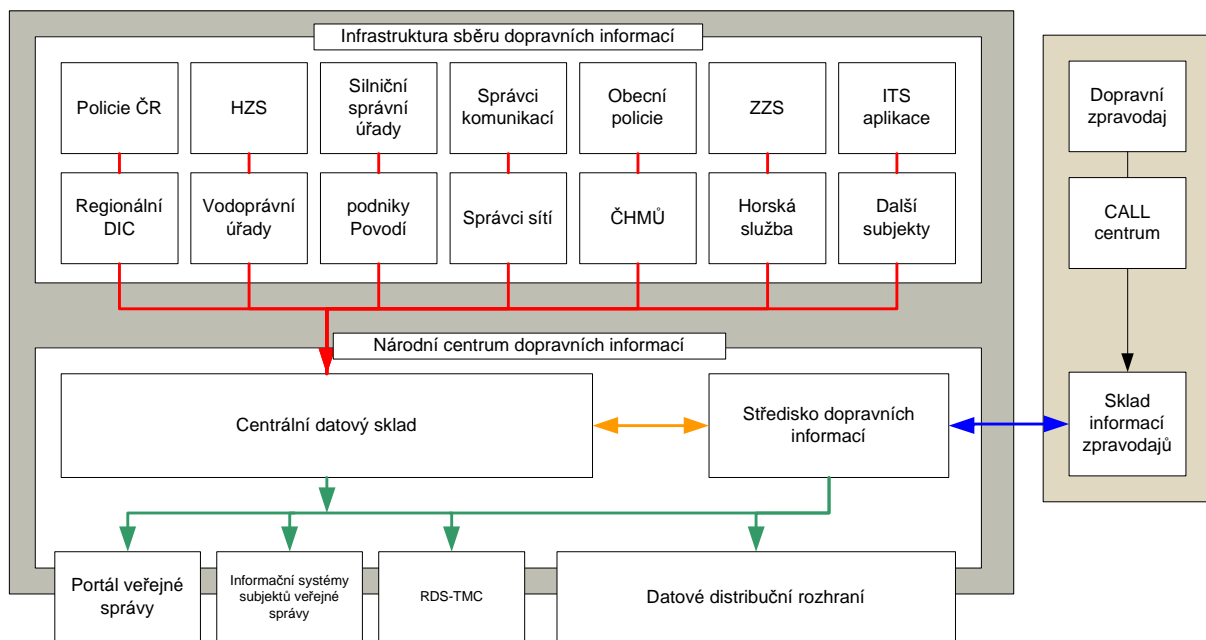 Infrastruktura sběru dopravních informací
Policie ČR
HZS
Silniční
správní
úřady
Správci
komunikací
Obecní
policie
ZZS
ITS
aplikace
Regionální
DIC
Vodoprávní
úřady
podniky
Povodí
Správci sítí
ČHMŮ
Horská
služba
Další
subjekty
Dopravní
zpravodaj
CALL
centrum
Sklad
informací
zpravodajů
Národní centrum dopravních informací
Centrální datový sklad
Středisko dopravních
informací
Portál veřejné
správy
Informační systémy
subjektů veřejné
správy
RDS-TMC
Datové distribuční rozhraní